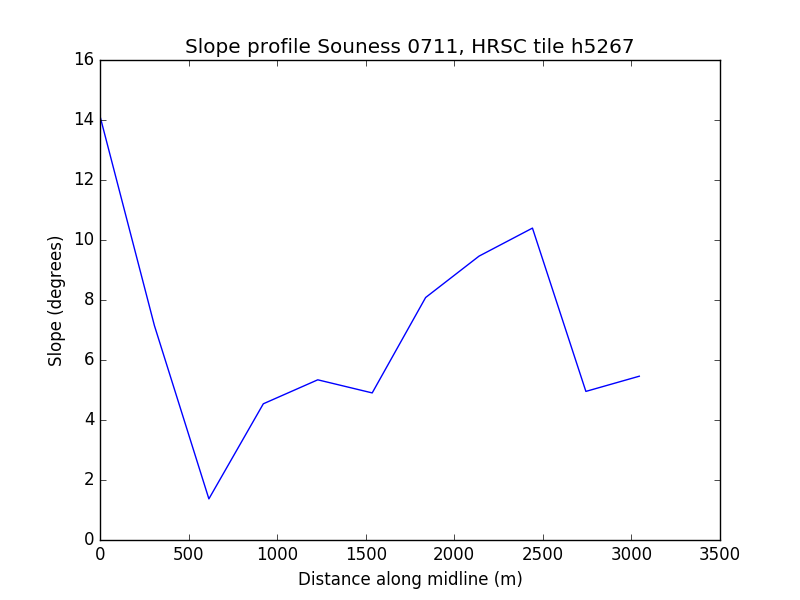 Slope profile Souness 0711, HRSC tile h5267
16
14
12
10
8
6
4
2
0
Slope (degrees)
0 500 1000 1500 2000 2500 3000 3500
Distance along midline (m)